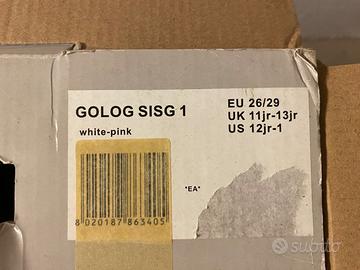 GOLOG SISG 1
white-pink
EU 26/29
UK 11jr-13jr
US 12jr-1
"EA"
8 020187 863405
subito